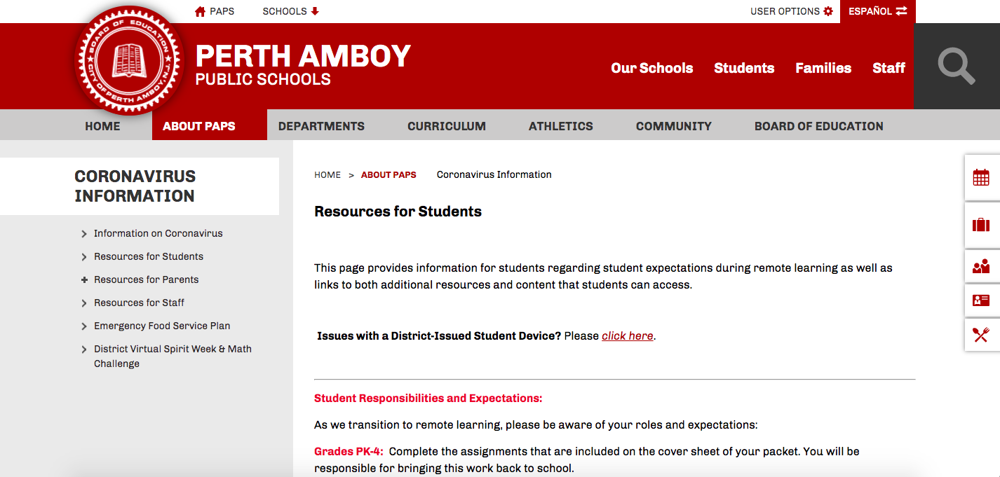 PAPS
SCHOOLS
USER OPTIONS
ESPAÑOL
BOARD OF EDUCATION
CITY OF PERTH AMBOY, N.J.
PERTH AMBOY
PUBLIC SCHOOLS
Our Schools Students Families Staff
HOME ABOUT PAPS DEPARTMENTS CURRICULUM ATHLETICS COMMUNITY BOARD OF EDUCATION
CORONAVIRUS
INFORMATION
Information on Coronavirus
Resources for Students
Resources for Parents
Resources for Staff
Emergency Food Service Plan
District Virtual Spirit Week & Math
Challenge
HOME > ABOUT PAPS Coronavirus Information
Resources for Students
This page provides information for students regarding student expectations during remote learning as well as
links to both additional resources and content that students can access.
Issues with a District-Issued Student Device? Please click here.
Student Responsibilities and Expectations:
As we transition to remote learning, please be aware of your roles and expectations:
Grades PK-4: Complete the assignments that are included on the cover sheet of your packet. You will be
responsible for bringing this work back to school.